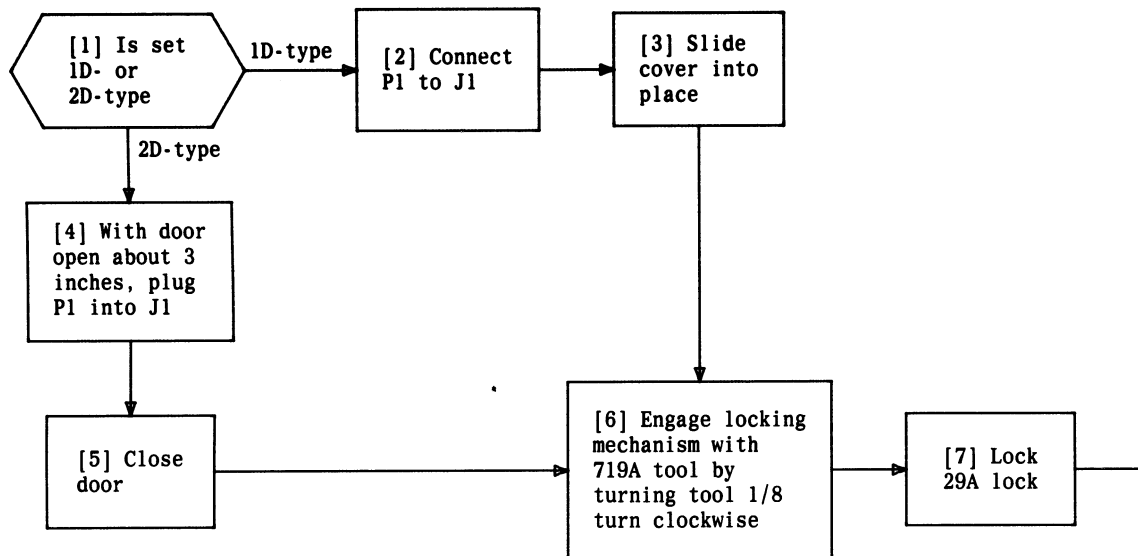 [1] Is set
1D- or
2D-type
1D-type
[2] Connect
P1 to J1
[3] Slide
cover into
place
2D-type
[4] With door
open about 3
inches, plug
P1 into J1
[5] Close
door
[6] Engage locking
mechanism with
719A tool by
turning tool 1/8
turn clockwise
[7] Lock
29A lock